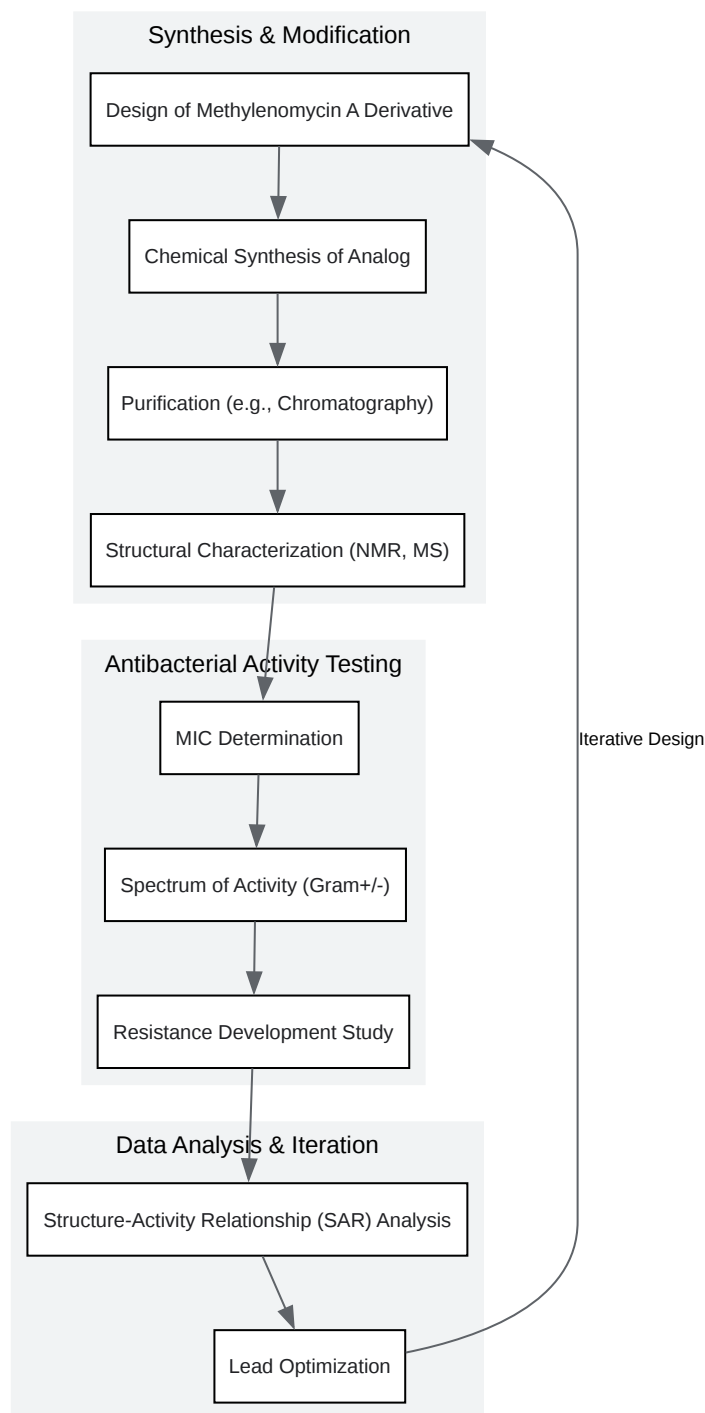 Synthesis & Modification
Design of Methylenomycin A Derivative
Chemical Synthesis of Analog
Purification (e.g., Chromatography)
Structural Characterization (NMR, MS)
Antibacterial Activity Testing
MIC Determination
Iterative Design
Spectrum of Activity (Gram+/-)
Resistance Development Study
Data Analysis & Iteration
Structure-Activity Relationship (SAR) Analysis
Lead Optimization